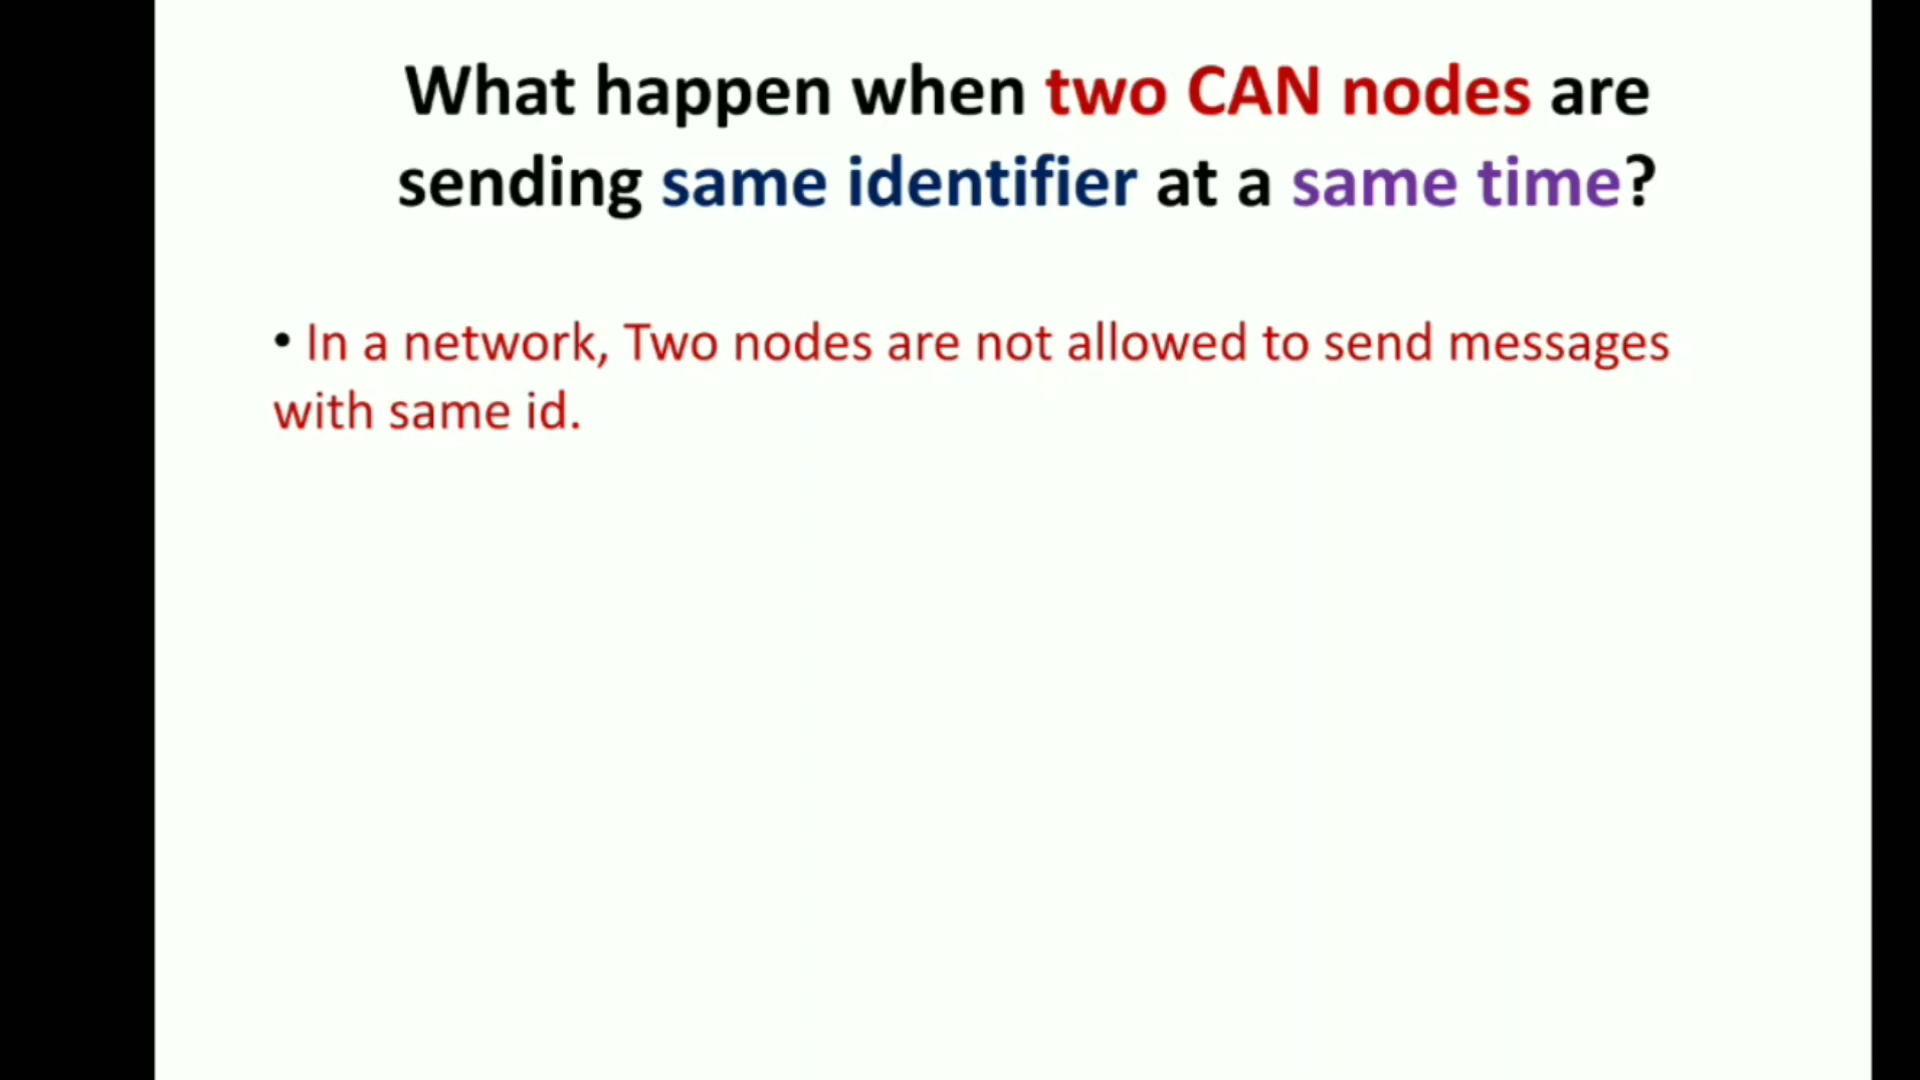 What happen when two CAN nodes are
sending same identifier at a same time?
• In a network, Two nodes are not allowed to send messages
with same id.